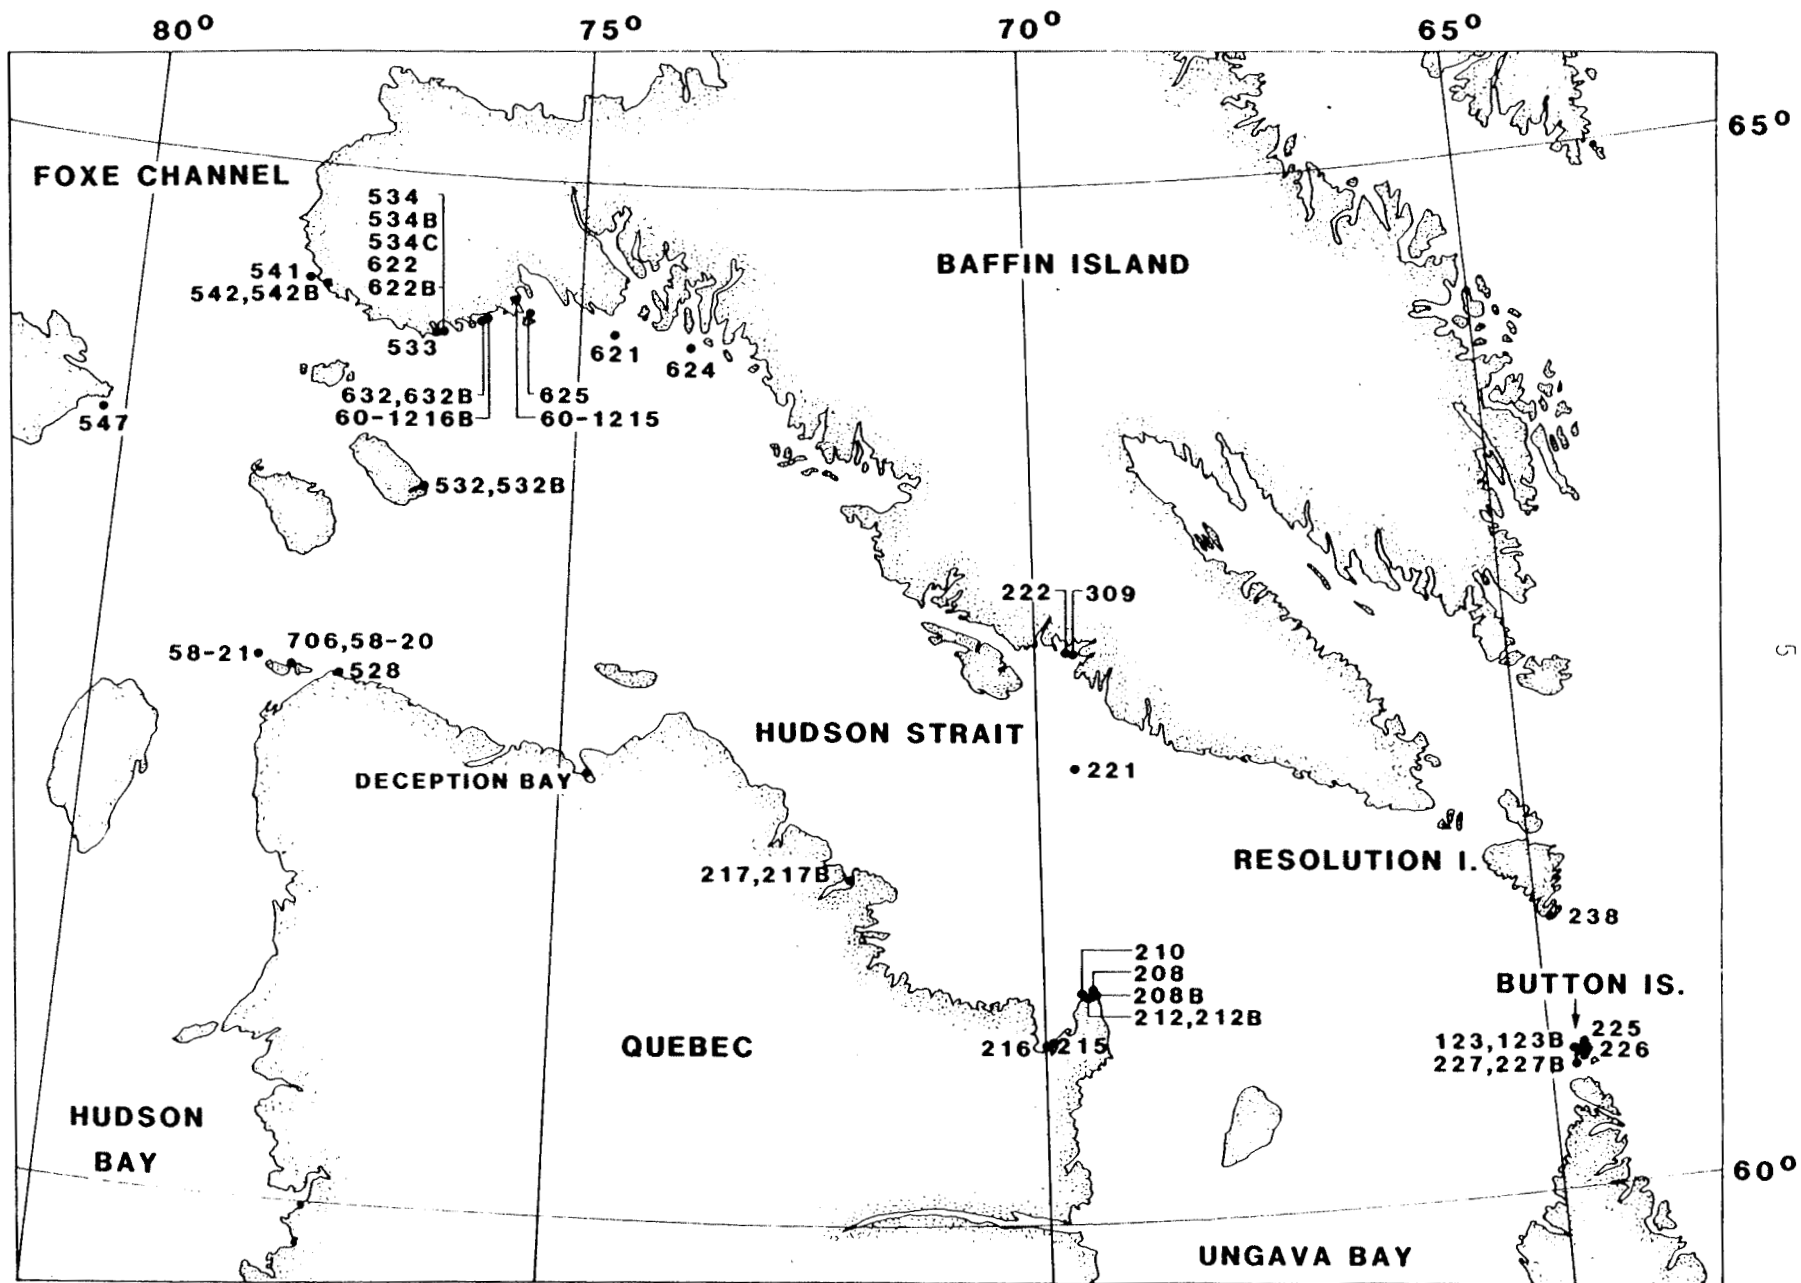 80° 75° 70° 65°
65°
FOXE CHANNEL
534
534B
534C
622
622B
541
542,542B
533
BAFFIN ISLAND
621
624
632,632B
625
60-1216B
60-1215
547
532,532B
222
309
706,58-20
58-21
528
HUDSON STRAIT
DECEPTION BAY
221
217,217B
RESOLUTION I.
238
210
208
208B
212,212B
BUTTON IS.
225
123,123B
226
227,227B
216
215
QUEBEC
HUDSON
BAY
60°
UNGAVA BAY
5